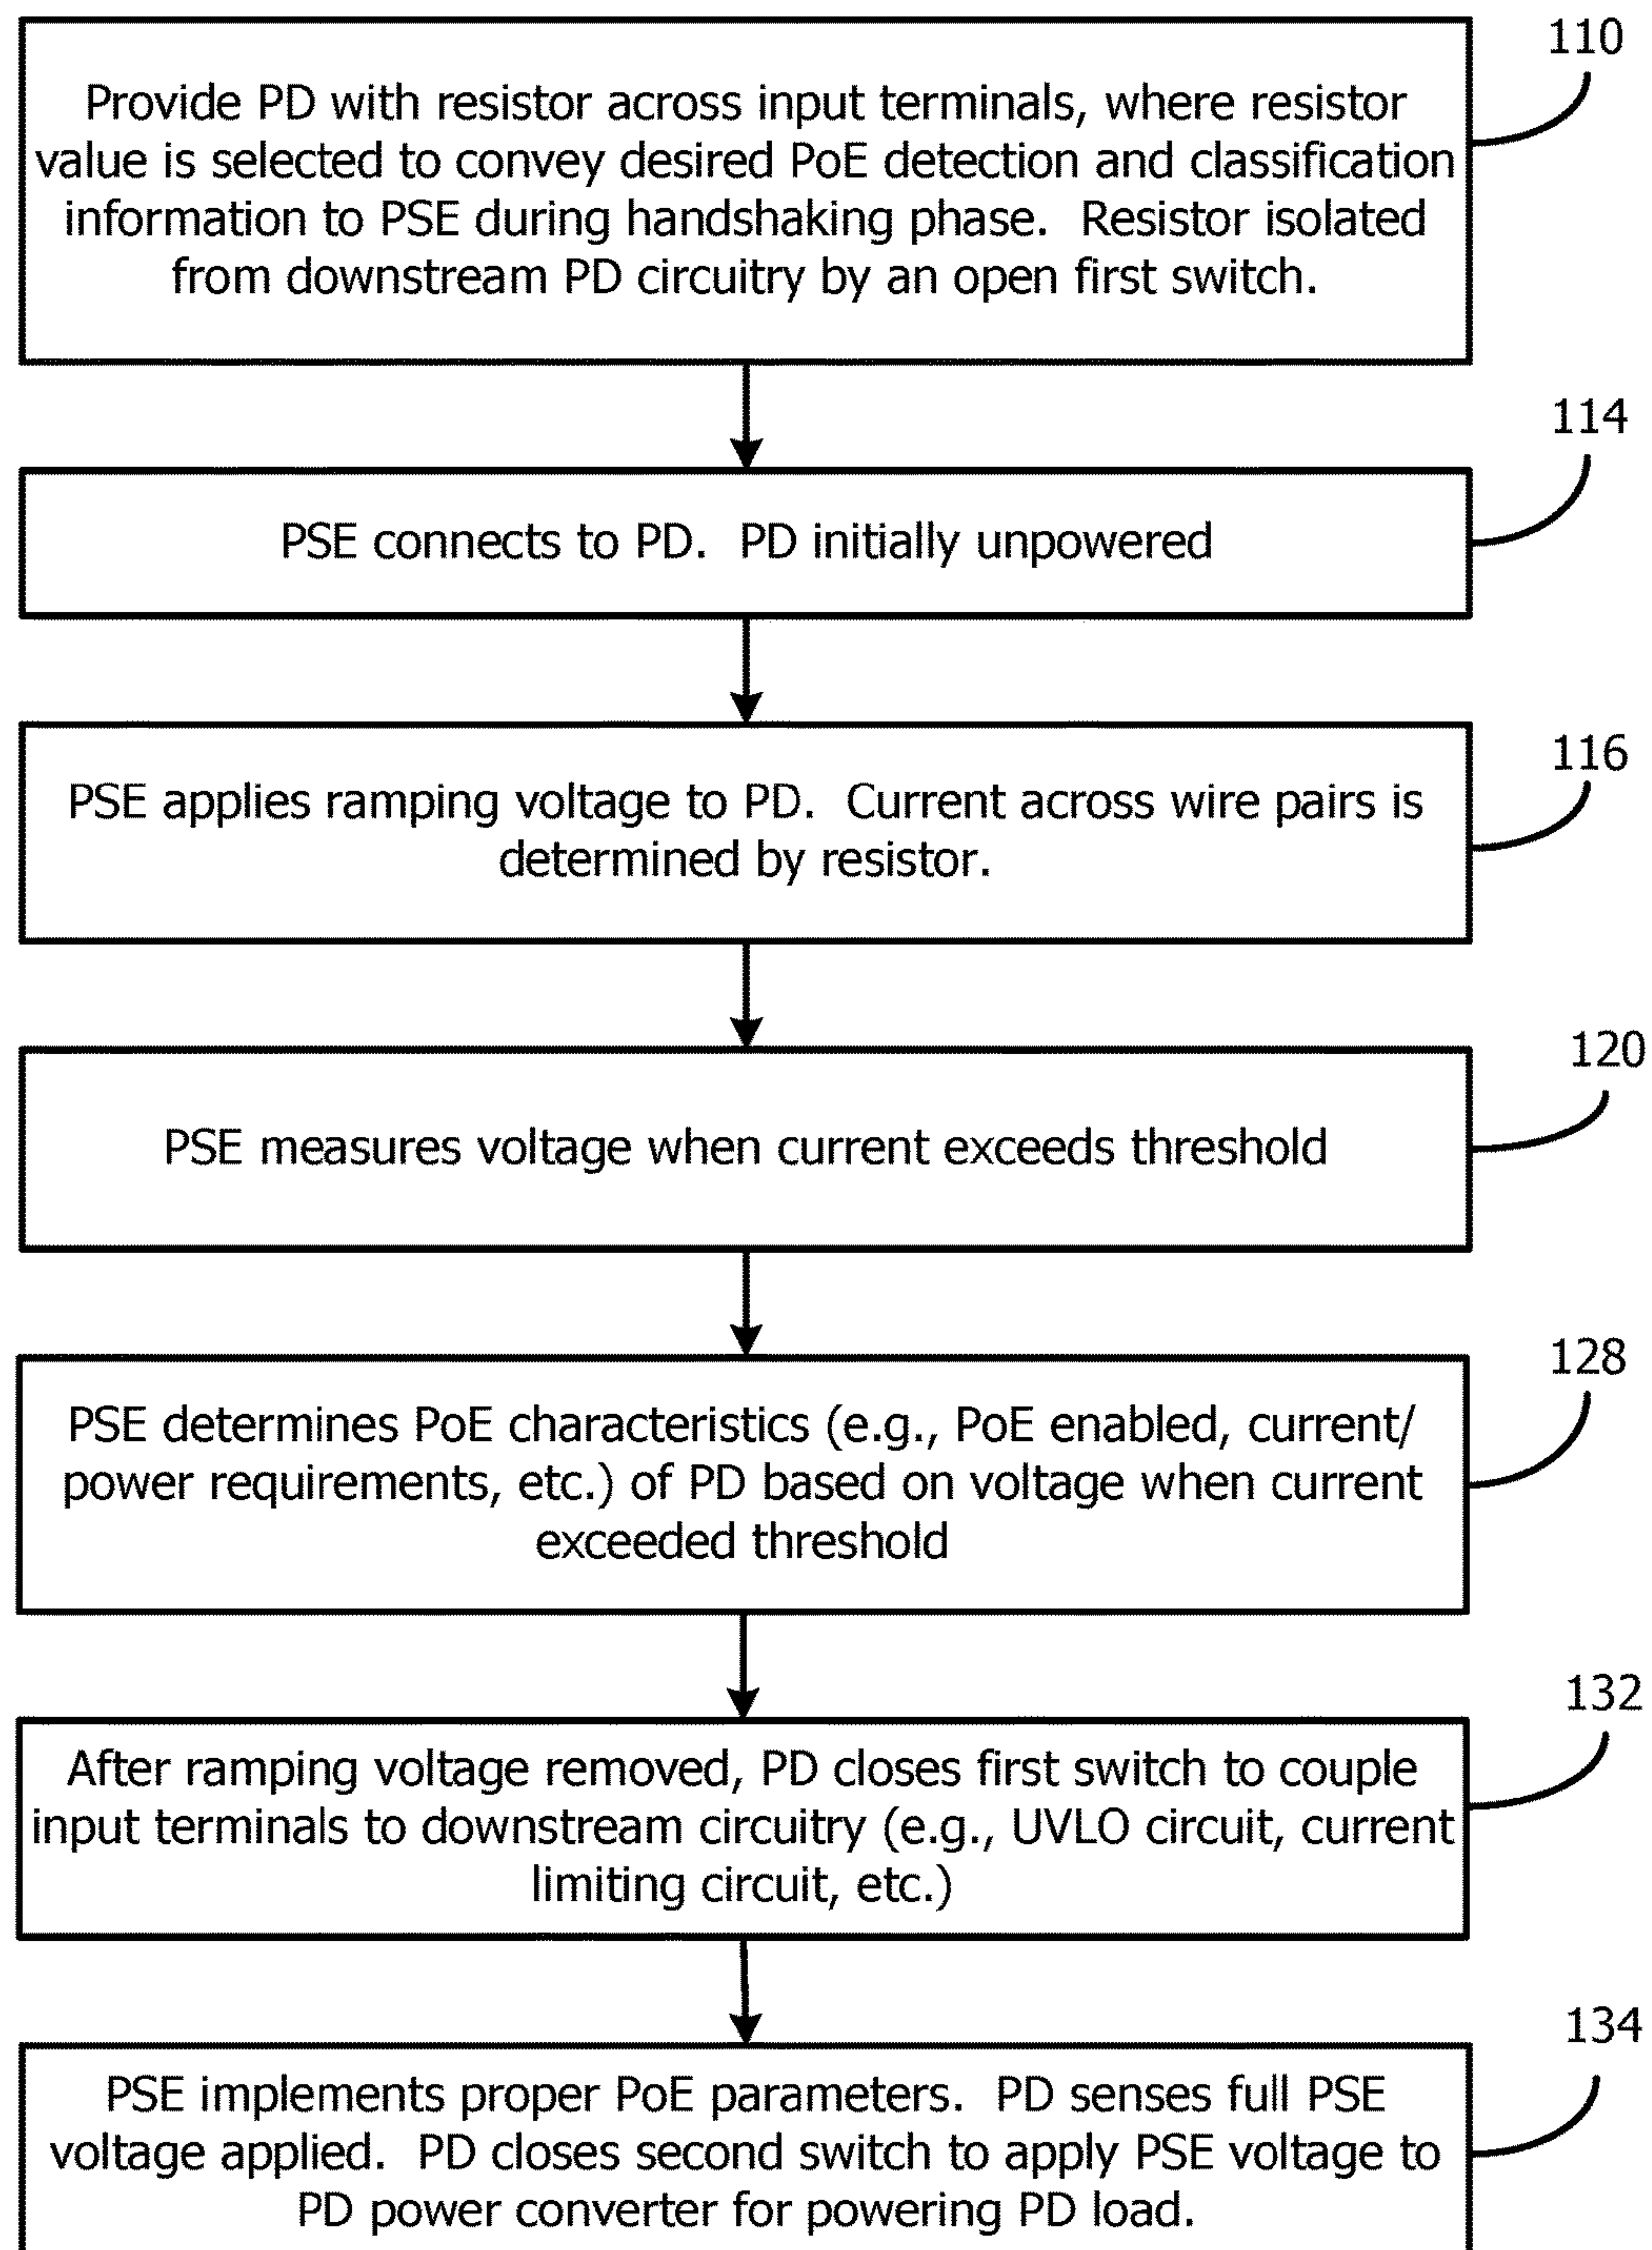 110
Provide PD with resistor across input terminals, where resistor
value is selected to convey desired PoE detection and classification
information to PSE during handshaking phase.  Resistor isolated
from downstream PD circuitry by an open first switch.
114
PSE connects to PD.  PD initially unpowered
116
PSE applies ramping voltage to PD.  Current across wire pairs is
determined by resistor.
120
PSE measures voltage when current exceeds threshold
128
PSE determines PoE characteristics (e.g., PoE enabled, current/
power requirements, etc.) of PD based on voltage when current
exceeded threshold
132
After ramping voltage removed, PD closes first switch to couple
input terminals to downstream circuitry (e.g., UVLO circuit, current
limiting circuit, etc.)
134
PSE implements proper PoE parameters.  PD senses full PSE
voltage applied.  PD closes second switch to apply PSE voltage to
PD power converter for powering PD load.